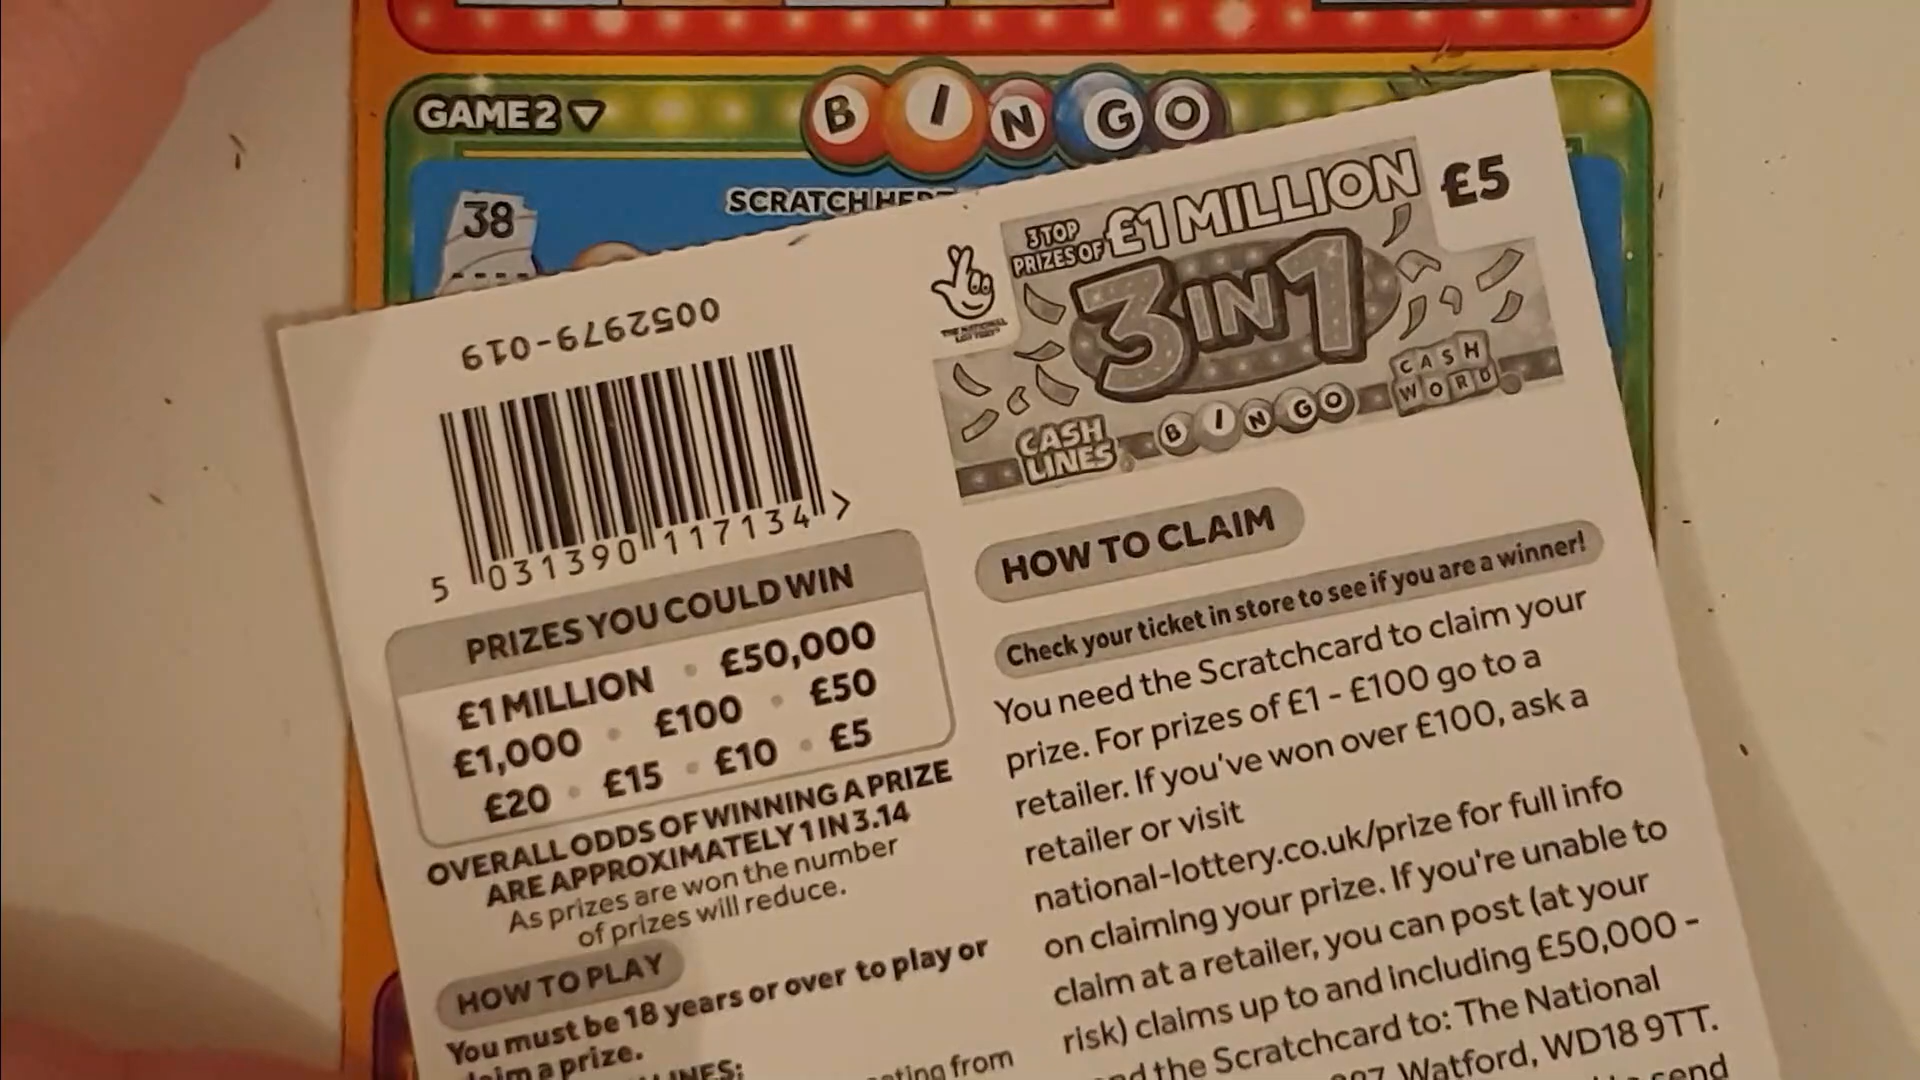 GAME 2
B I N G O
SCRATCH HERE
38
0052979-019
5 031390 117134 >
3 TOP
PRIZES OF £1 MILLION
£5
3 IN 1
THE NATIONAL
LOTTERY
CASH
LINES
B I N G O
CASH
WORD
PRIZES YOU COULD WIN
£1 MILLION • £50,000
£1,000 • £100 • £50
£20 • £15 • £10 • £5
OVERALL ODDS OF WINNING A PRIZE
ARE APPROXIMATELY 1 IN 3.14
As prizes are won the number
of prizes will reduce.
HOW TO PLAY
You must be 18 years or over to play or
claim a prize.
LINES:
HOW TO CLAIM
Check your ticket in store to see if you are a winner!
You need the Scratchcard to claim your
prize. For prizes of £1 - £100 go to a
retailer. If you've won over £100, ask a
retailer or visit
national-lottery.co.uk/prize for full info
on claiming your prize. If you're unable to
claim at a retailer, you can post (at your
risk) claims up to and including £50,000 -
the Scratchcard to: The National
Watford, WD18 9TT.
send
from